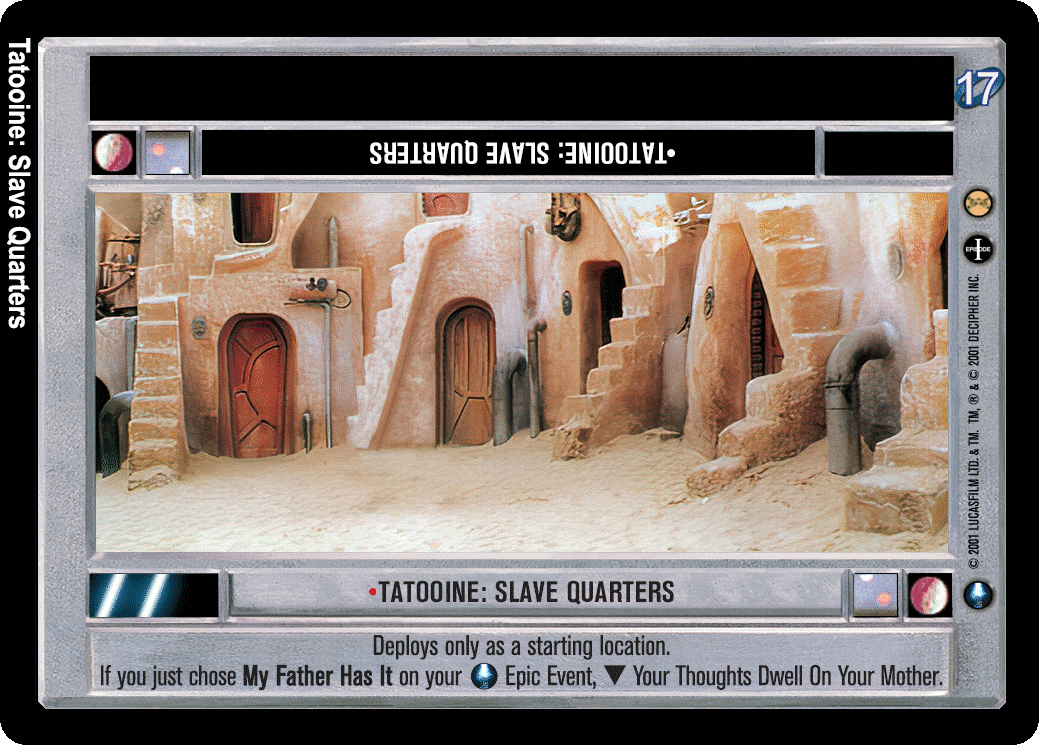 Tatooine: Slave Quarters
17
•TATOOINE: SLAVE QUARTERS
EPISODE
I
© 2001 LUCASFILM LTD. & TM. TM, ® & © 2001 DECIPHER INC.
•TATOOINE: SLAVE QUARTERS
Deploys only as a starting location.
If you just chose My Father Has It on your Epic Event, ▼ Your Thoughts Dwell On Your Mother.